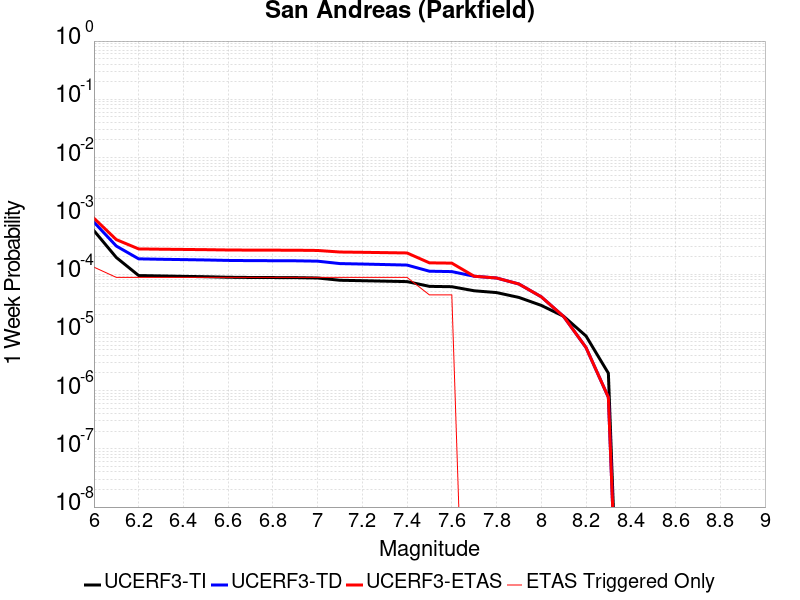 San Andreas (Parkfield)
10^0
10^-1
10^-2
10^-3
10^-4
10^-5
10^-6
10^-7
10^-8
1 Week Probability
6 6.2 6.4 6.6 6.8 7 7.2 7.4 7.6 7.8 8 8.2 8.4 8.6 8.8 9
Magnitude
UCERF3-TI UCERF3-TD UCERF3-ETAS ETAS Triggered Only